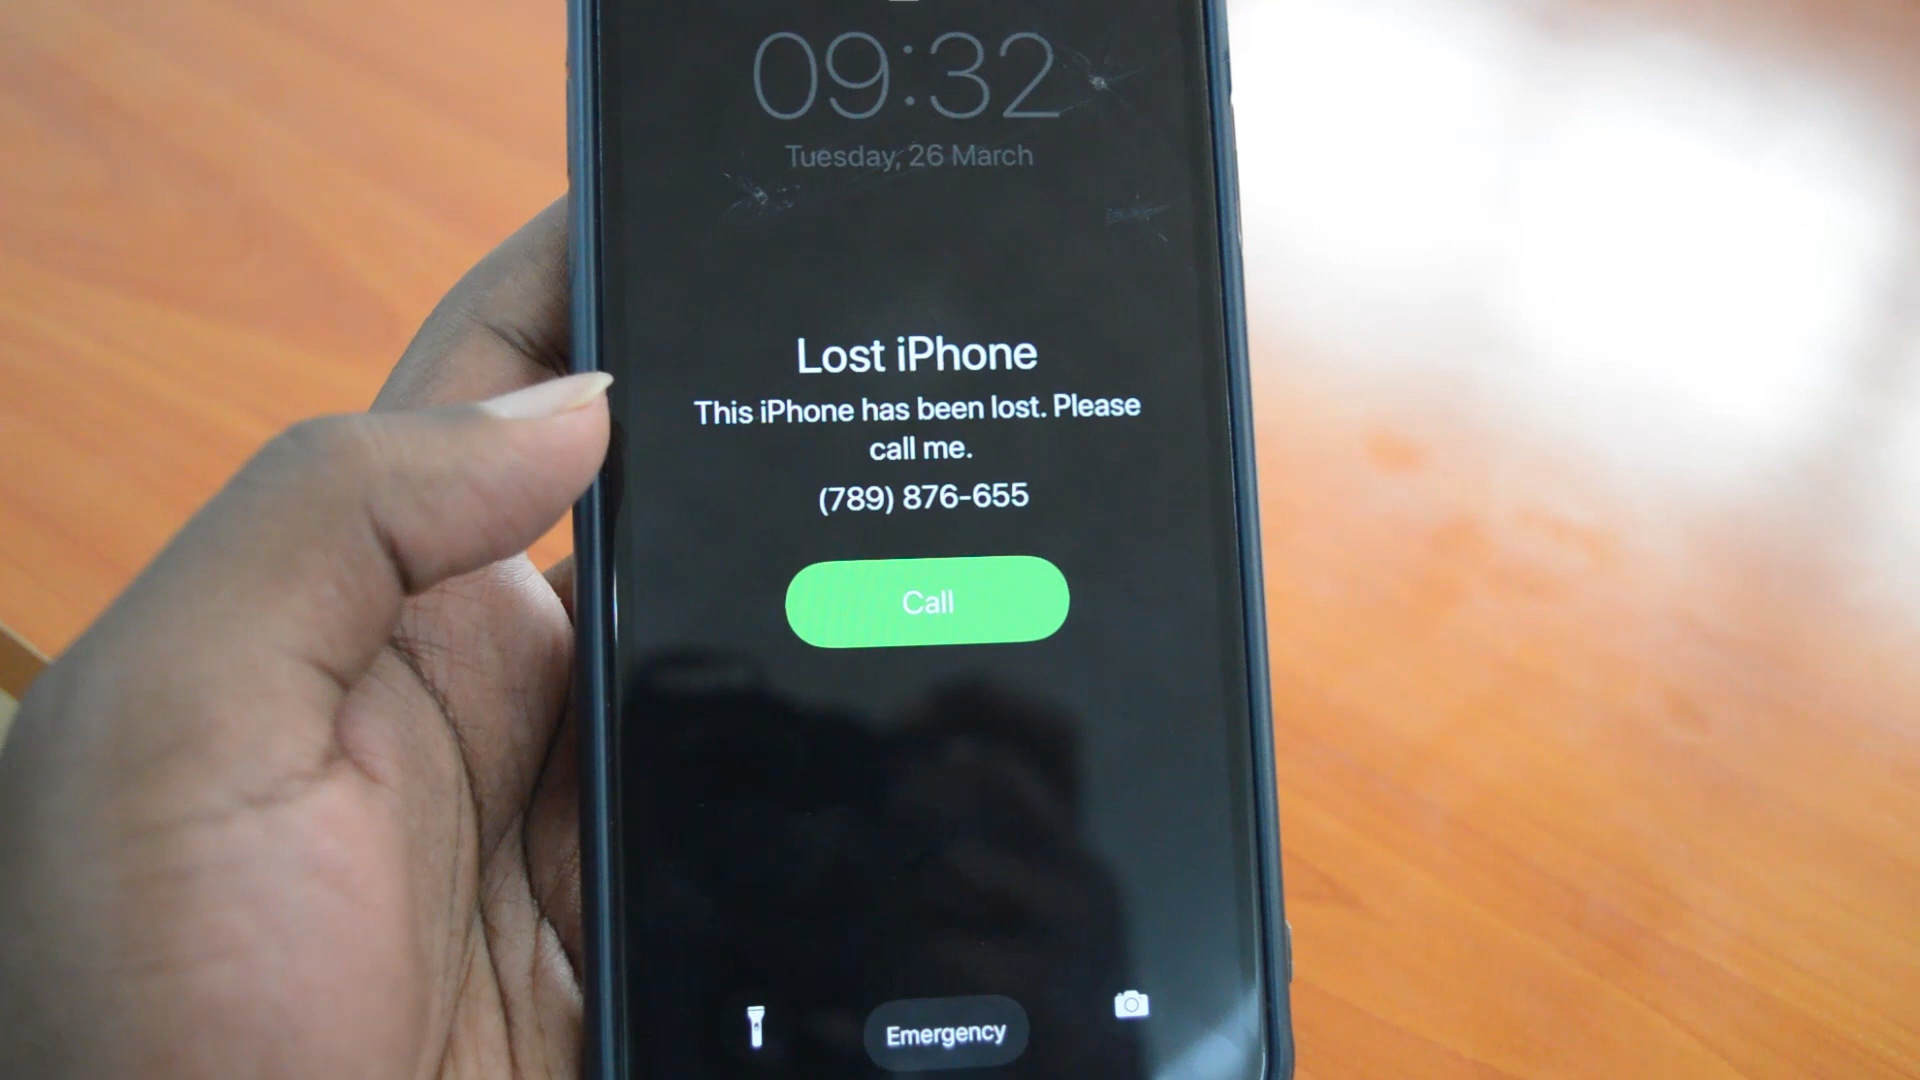 09:32
Tuesday, 26 March
Lost iPhone
This iPhone has been lost. Please
call me.
(789) 876-655
Call
Emergency